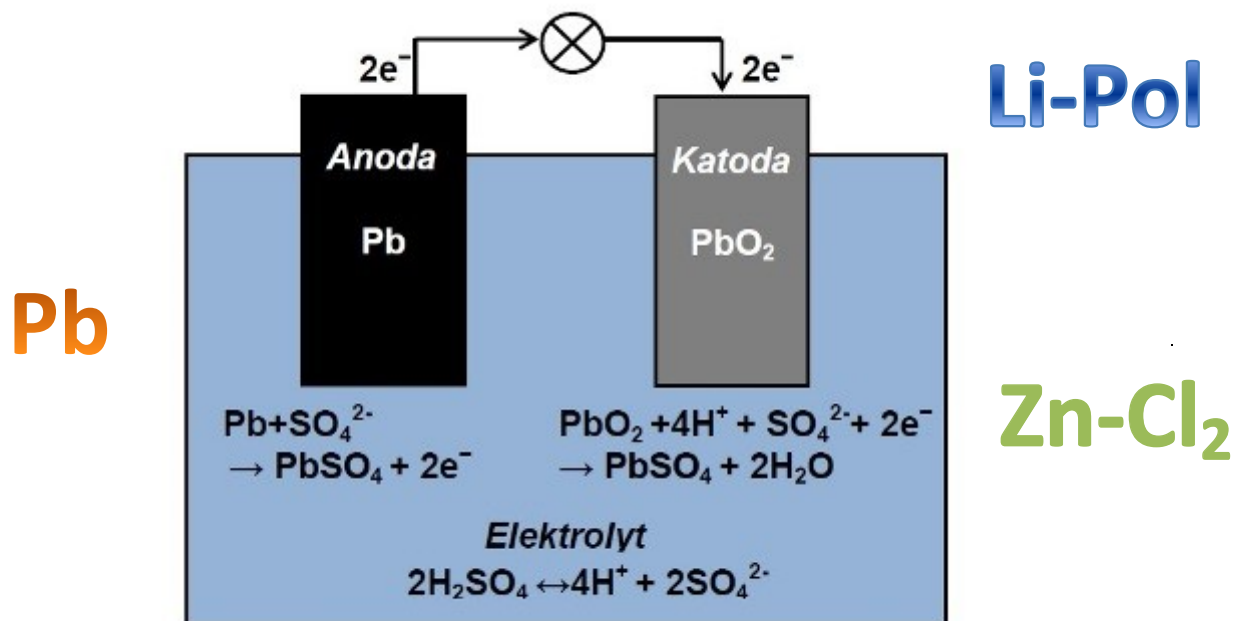 2e⁻ 2e⁻
Li-Pol
Anoda Katoda
Pb PbO₂
Pb
Zn-Cl₂
Pb+SO₄²⁻ PbO₂ +4H⁺ + SO₄²⁻+ 2e⁻
→ PbSO₄ + 2e⁻ → PbSO₄ + 2H₂O
Elektrolyt
2H₂SO₄ ↔4H⁺ + 2SO₄²⁻